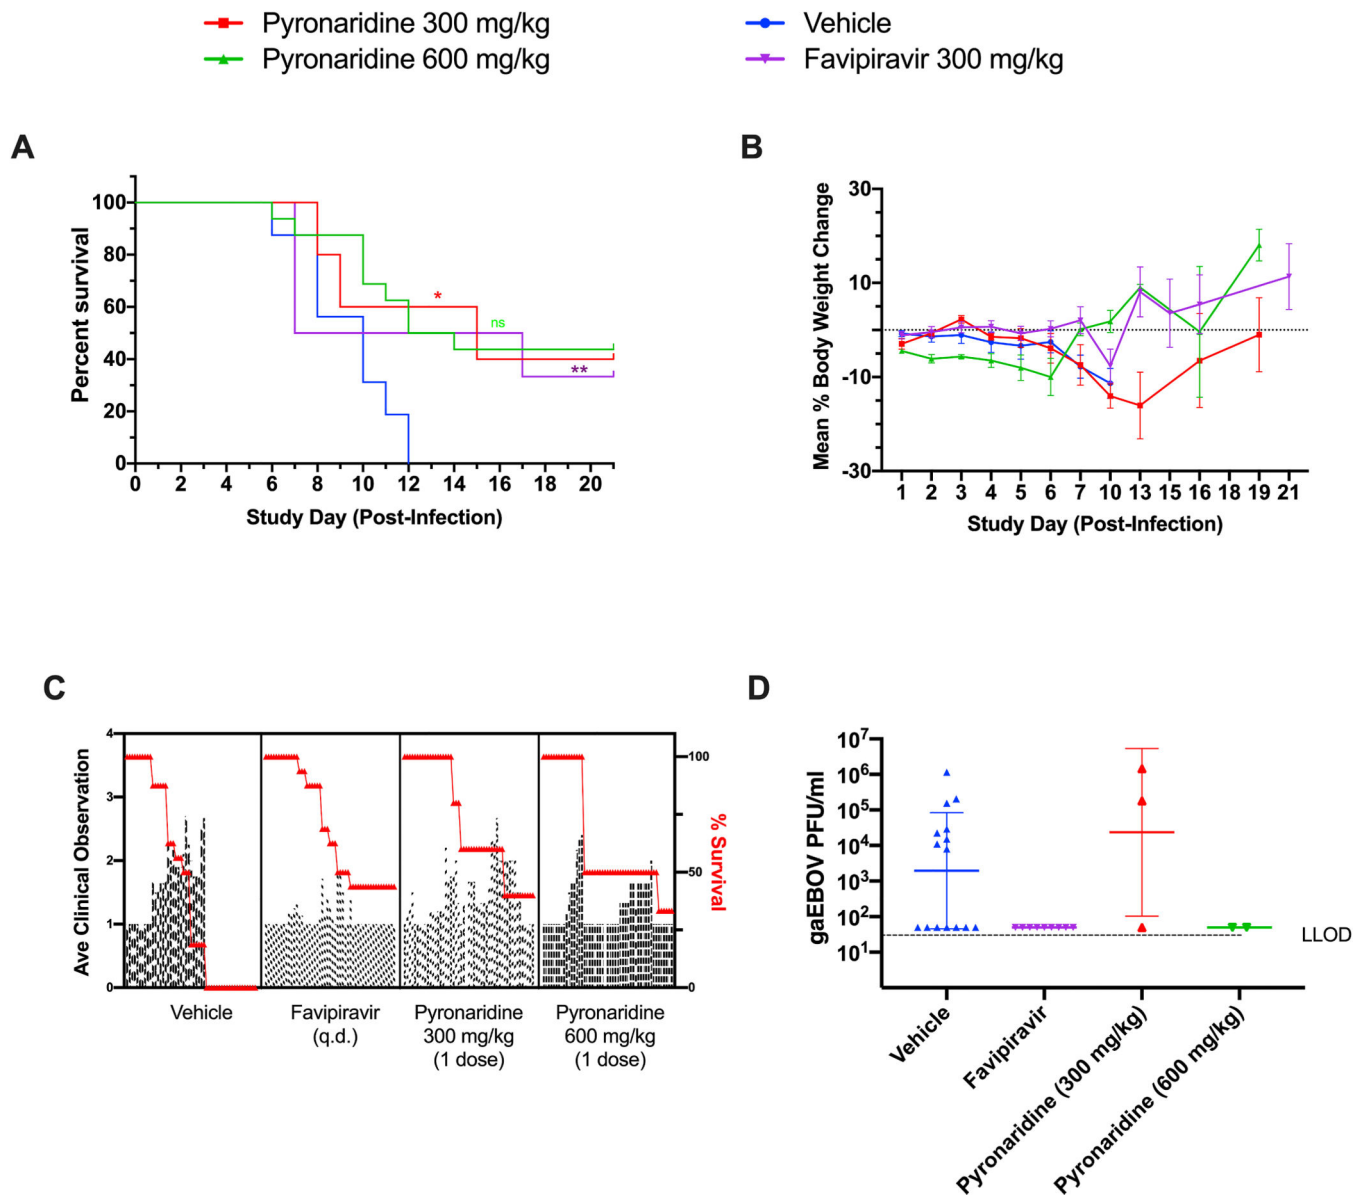 Pyronaridine 300 mg/kg
Vehicle
Pyronaridine 600 mg/kg
Favipiravir 300 mg/kg
A
100
80
60
40
20
0
Percent survival
*
ns
**
0 2 4 6 8 10 12 14 16 18 20
Study Day (Post-Infection)
B
30
10
-10
-30
Mean % Body Weight Change
1 2 3 4 5 6 7 10 13 15 16 18 19 21
Study Day (Post-Infection)
C
4
3
2
1
0
Ave Clinical Observation
100
50
0
% Survival
Vehicle
Favipiravir
(q.d.)
Pyronaridine
300 mg/kg
(1 dose)
Pyronaridine
600 mg/kg
(1 dose)
D
10⁷
10⁶
10⁵
10⁴
10³
10²
10¹
gaEBOV PFU/ml
LLOD
Vehicle
Favipiravir
Pyronaridine (300 mg/kg)
Pyronaridine (600 mg/kg)